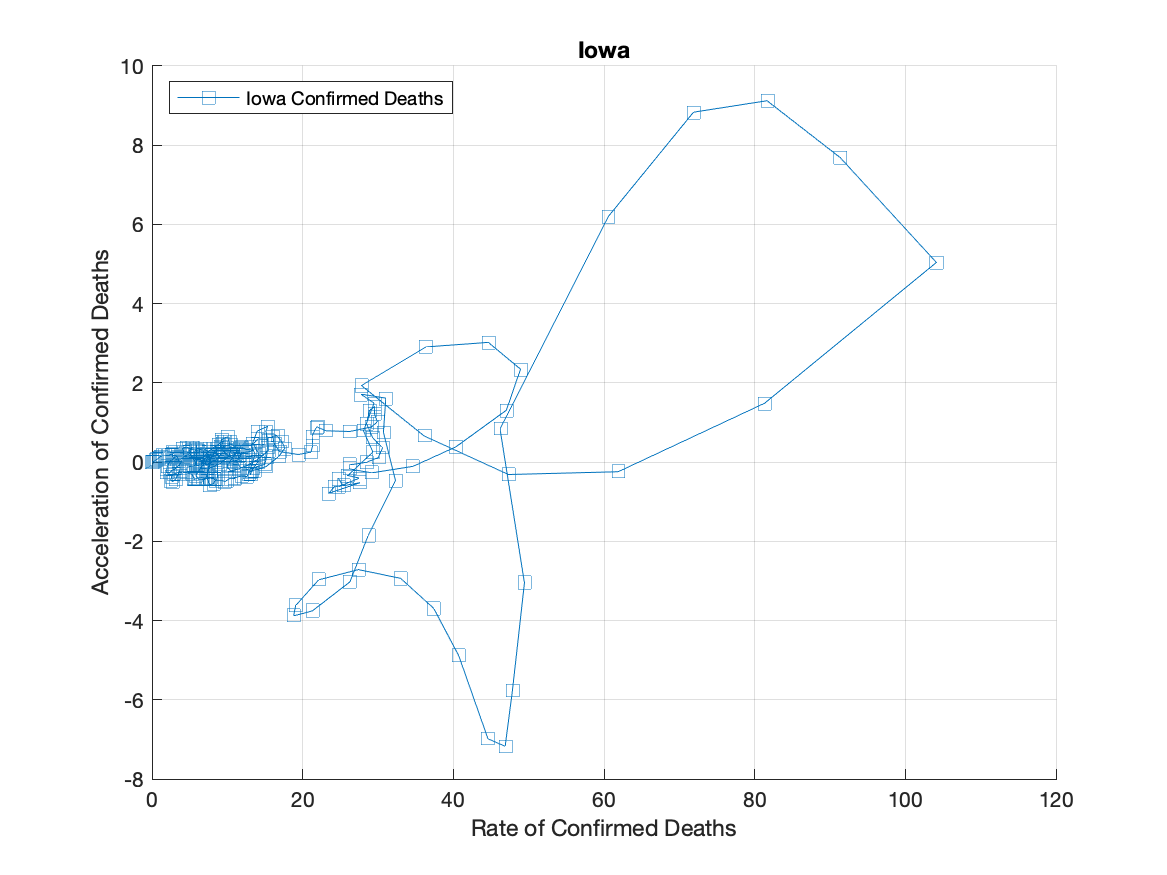 Iowa
Iowa Confirmed Deaths
10
8
6
4
2
0
-2
-4
-6
-8
Acceleration of Confirmed Deaths
0 20 40 60 80 100 120
Rate of Confirmed Deaths